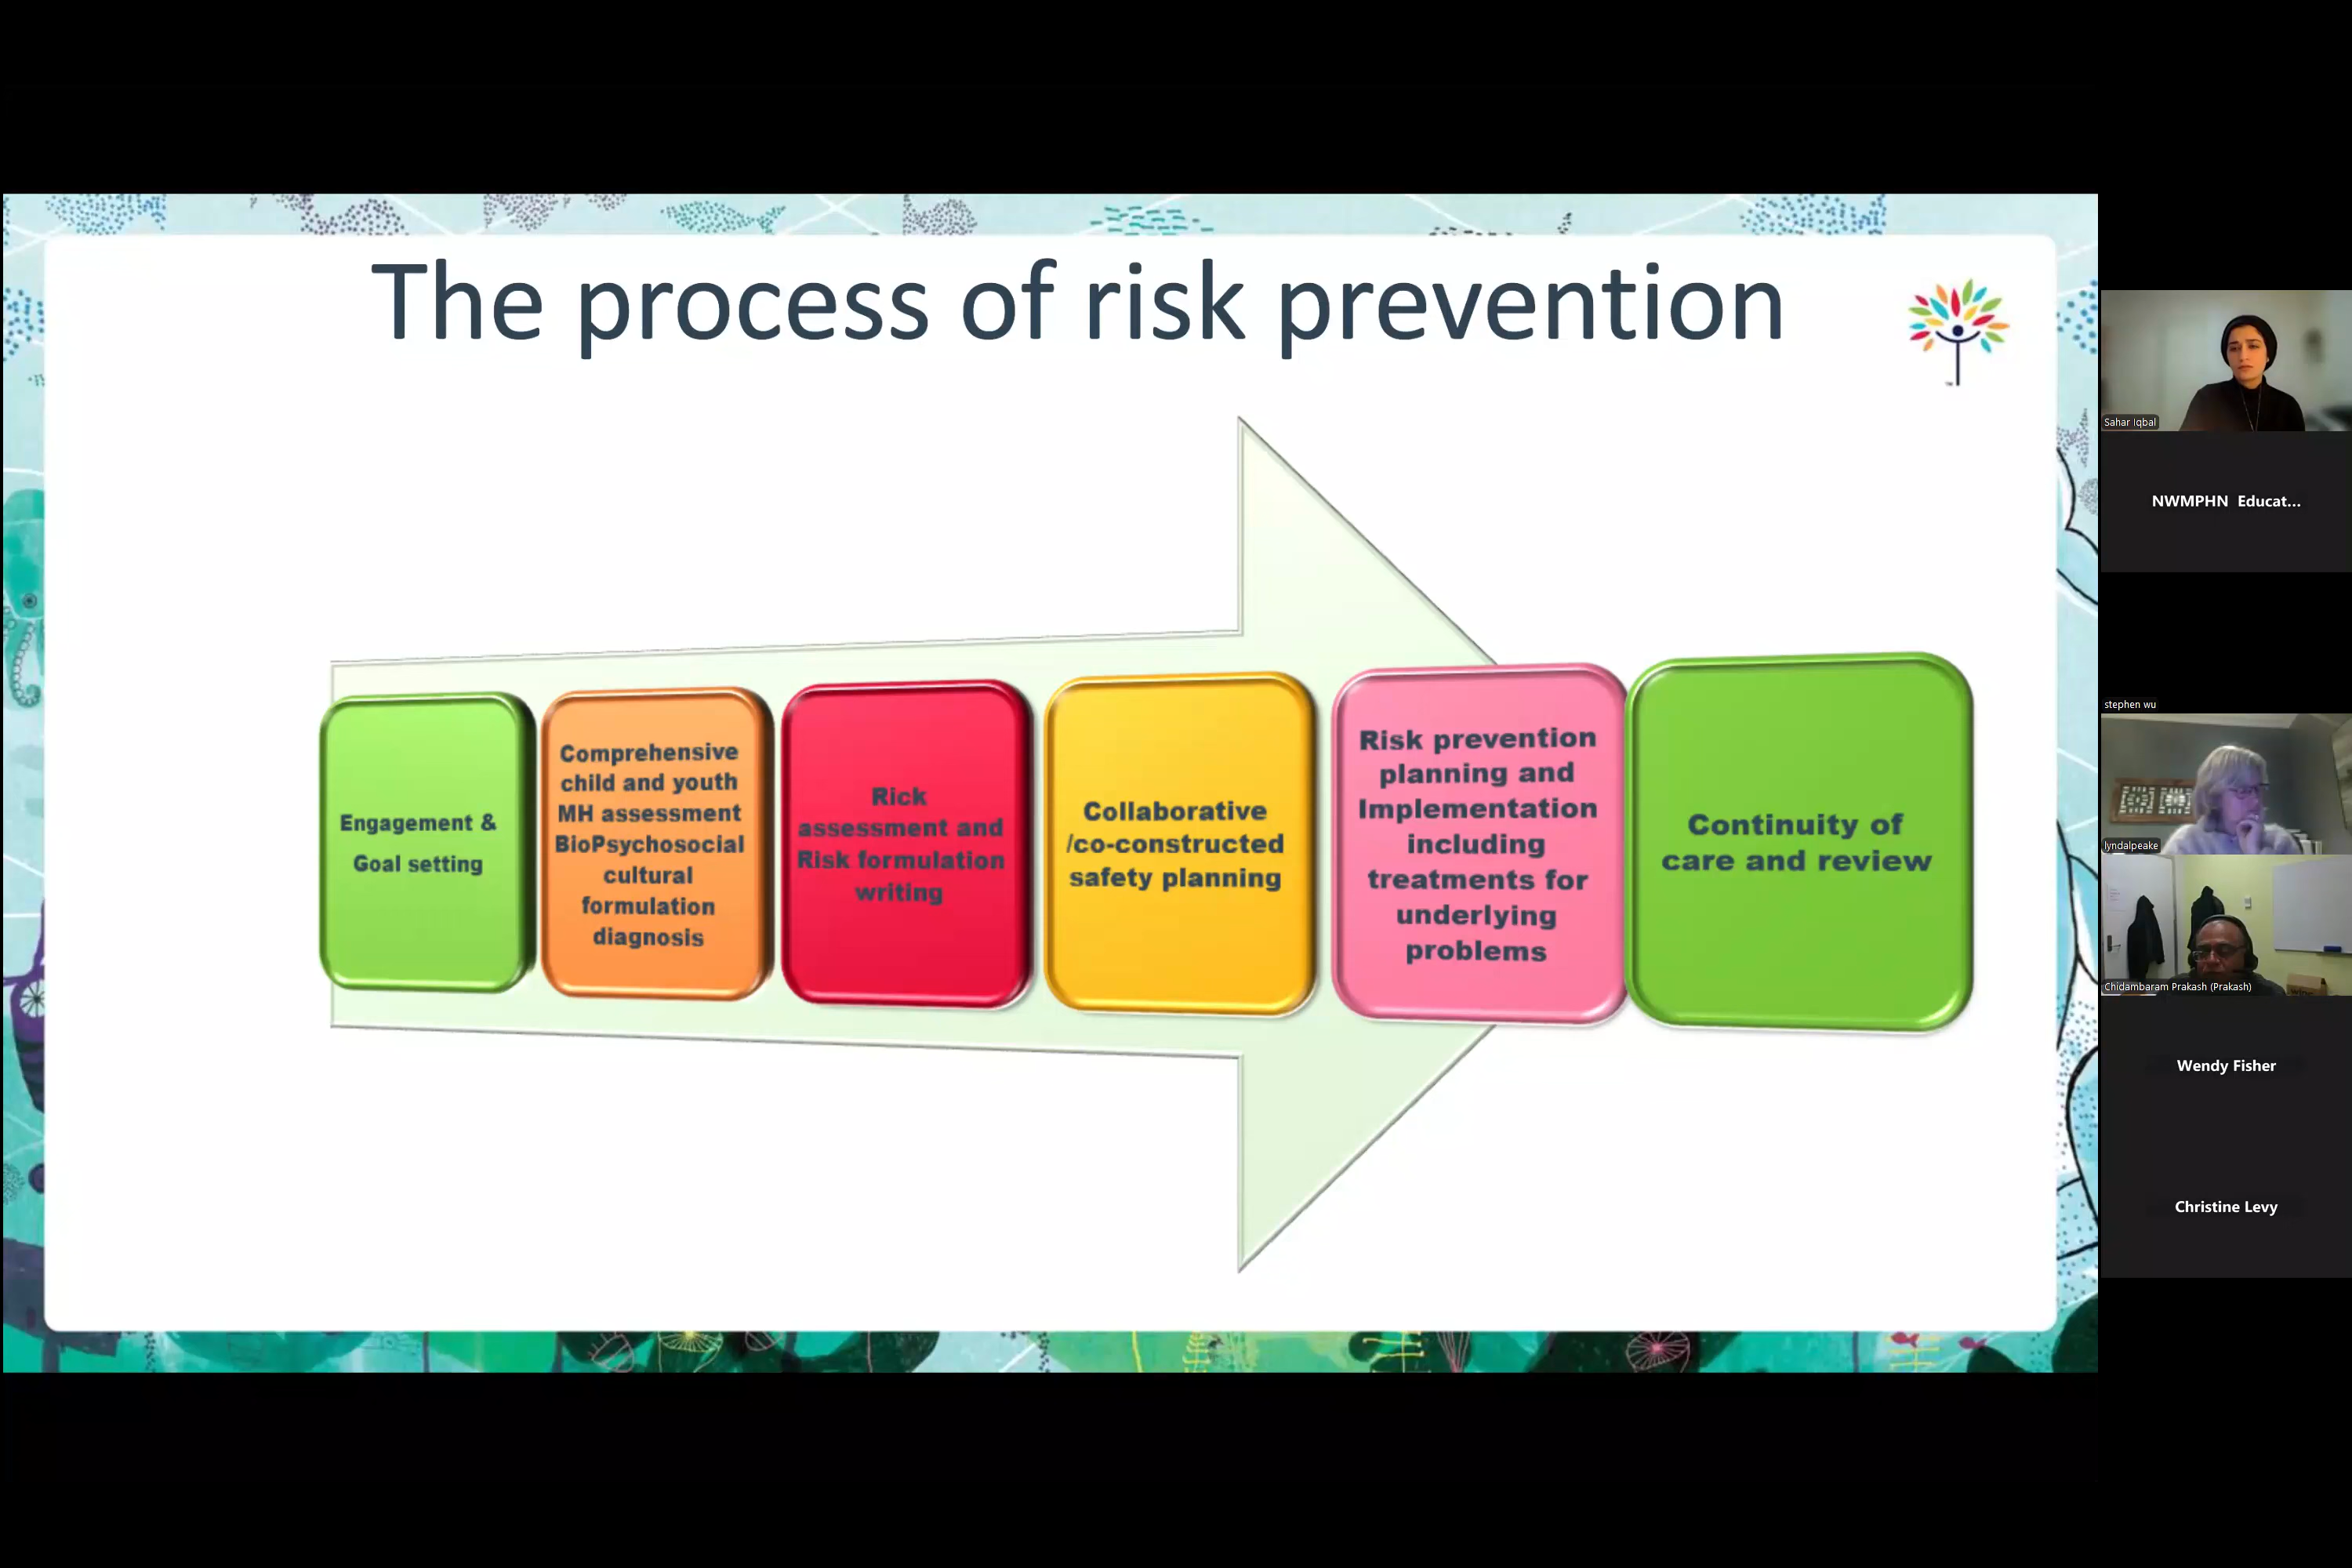 The process of risk prevention
Engagement &
Goal setting
Comprehensive
child and youth
MH assessment
BioPsychosocial
cultural
formulation
diagnosis
Rick
assessment and
Risk formulation
writing
Collaborative
/co-constructed
safety planning
Risk prevention
planning and
Implementation
including
treatments for
underlying
problems
Continuity of
care and review
Sahar Iqbal
NWMPHN Educat...
stephen wu
lyndalpeake
Chidambaram Prakash (Prakash)
Wendy Fisher
Christine Levy